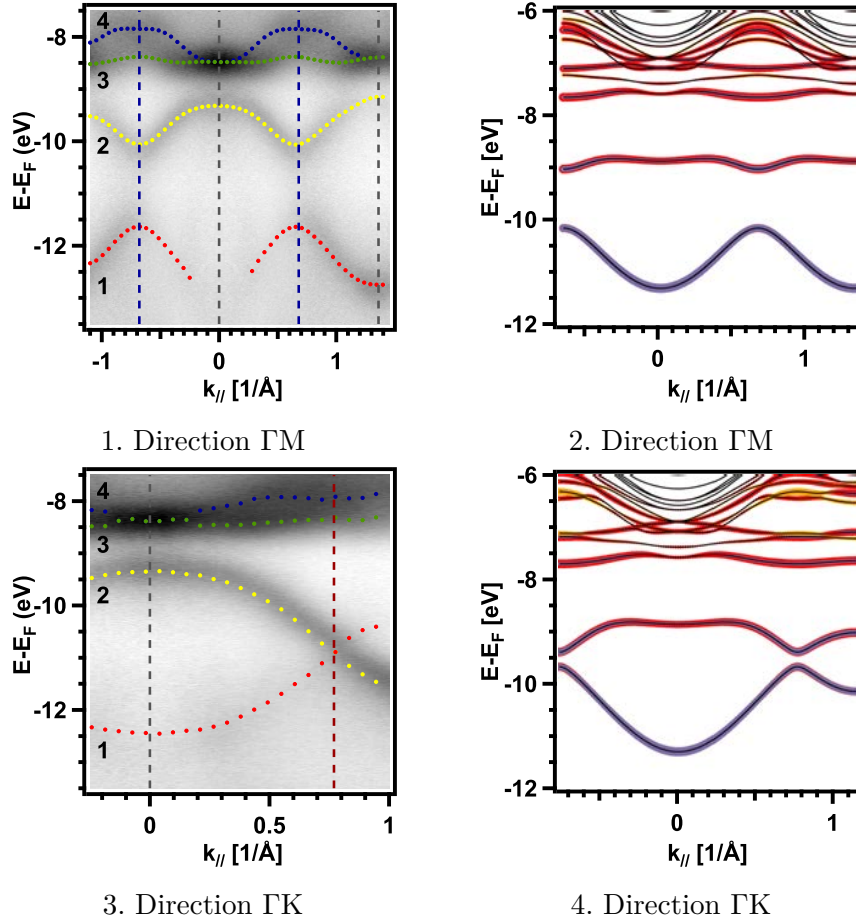 4
3
2
1
-8
-10
-12
E-E_F (eV)
-1
0
1
k_// [1/Å]
1. Direction ΓM
-6
-8
-10
-12
E-E_F [eV]
0
1
k_// [1/Å]
2. Direction ΓM
4
3
2
1
-8
-10
-12
E-E_F (eV)
0
0.5
1
k_// [1/Å]
3. Direction ΓK
-6
-8
-10
-12
E-E_F [eV]
0
1
k_// [1/Å]
4. Direction ΓK